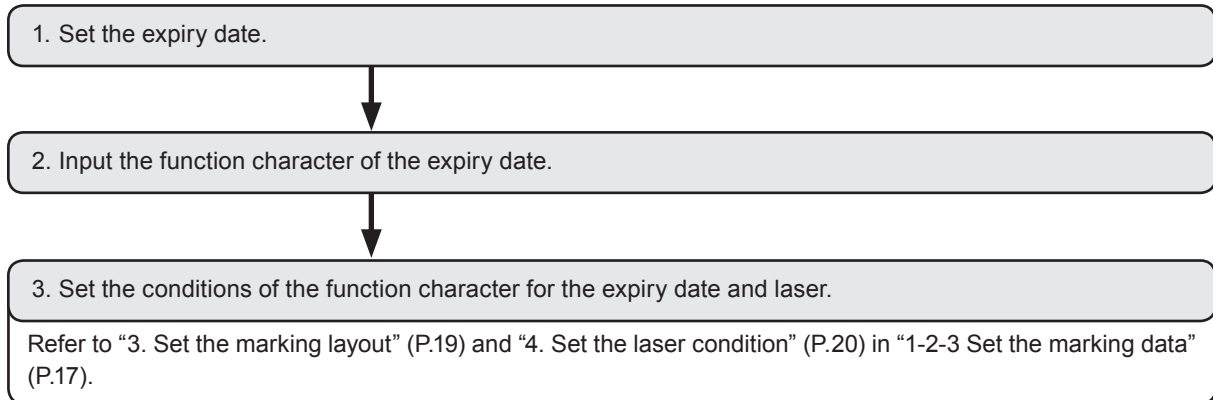 1. Set the expiry date.
2. Input the function character of the expiry date.
3. Set the conditions of the function character for the expiry date and laser.
Refer to “3. Set the marking layout” (P.19) and “4. Set the laser condition” (P.20) in “1-2-3 Set the marking data”
(P.17).